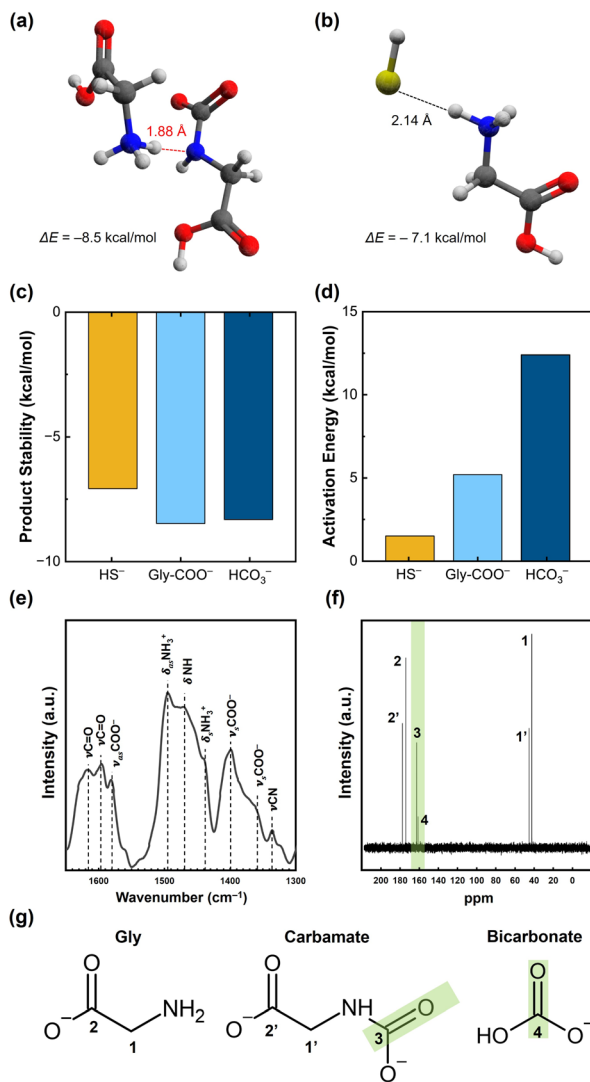 (a)
(b)
1.88 Å
2.14 Å
ΔE = –8.5 kcal/mol
ΔE = – 7.1 kcal/mol
(c)
(d)
Product Stability (kcal/mol)
0
−5
−10
HS⁻ Gly-COO⁻ HCO₃⁻
Activation Energy (kcal/mol)
15
10
5
0
HS⁻ Gly-COO⁻ HCO₃⁻
(e)
(f)
Intensity (a.u.)
νC=O
νC=O
νₐₛCOO⁻
δₐₛNH₃⁺
δNH
δₛNH₃⁺
νₛCOO⁻
νₛCOO⁻
νCN
1600 1500 1400 1300
Wavenumber (cm⁻¹)
Intensity (a.u.)
1
2
2'
3
1'
4
200 180 160 140 120 100 80 60 40 20 0
ppm
(g)
Gly Carbamate Bicarbonate
O
⁻O
NH₂
2
1
O
⁻O
NH
O
2'
1'
3
O⁻
O
HO
O⁻
4